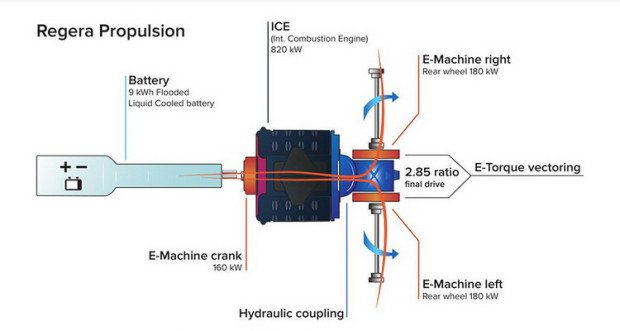 Regera Propulsion
ICE
(Int. Combustion Engine)
820 kW
E-Machine right
Rear wheel 180 kW
Battery
9 kWh Flooded
Liquid Cooled battery
+ −
2.85 ratio
final drive
E-Torque vectoring
E-Machine crank
160 kW
E-Machine left
Rear wheel 180 kW
Hydraulic coupling